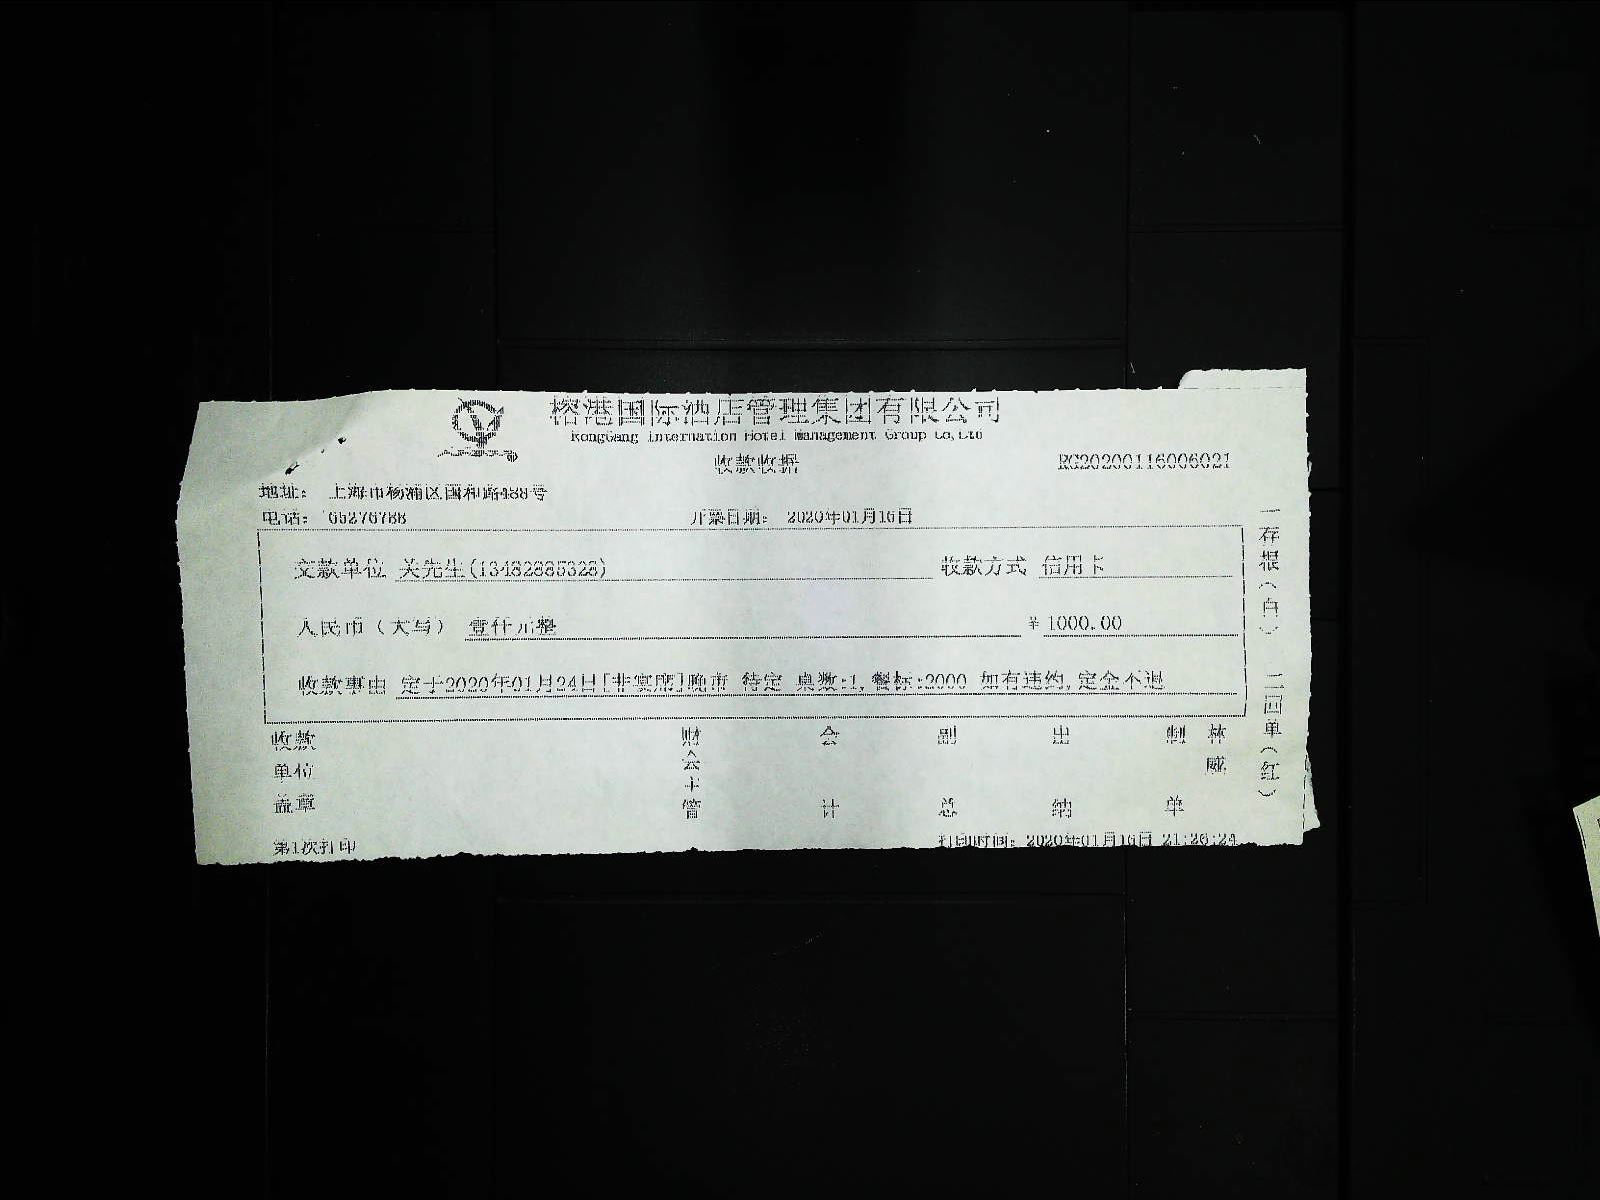 榕港国际酒店管理集团有限公司
RongGang Internation Hotel Management Group Co,Ltd
收款收据 RG20200116006021
地址： 上海市杨浦区国和路488号
电话： 65276788 开票日期： 2020年01月16日
交款单位 关先生(13482885328) 收款方式 信用卡
人民币（大写） 壹仟元整 ¥ 1000.00
收款事由 定于2020年01月24日[非宴席]晚市 待定 桌数:1,餐标:2000 如有违约,定金不退
收款单位盖章 财会主管 会计 副总 出纳 制单 林威
一存根（白） 二回单（红）
第1次打印 打印时间：2020年01月16日 21:26:24